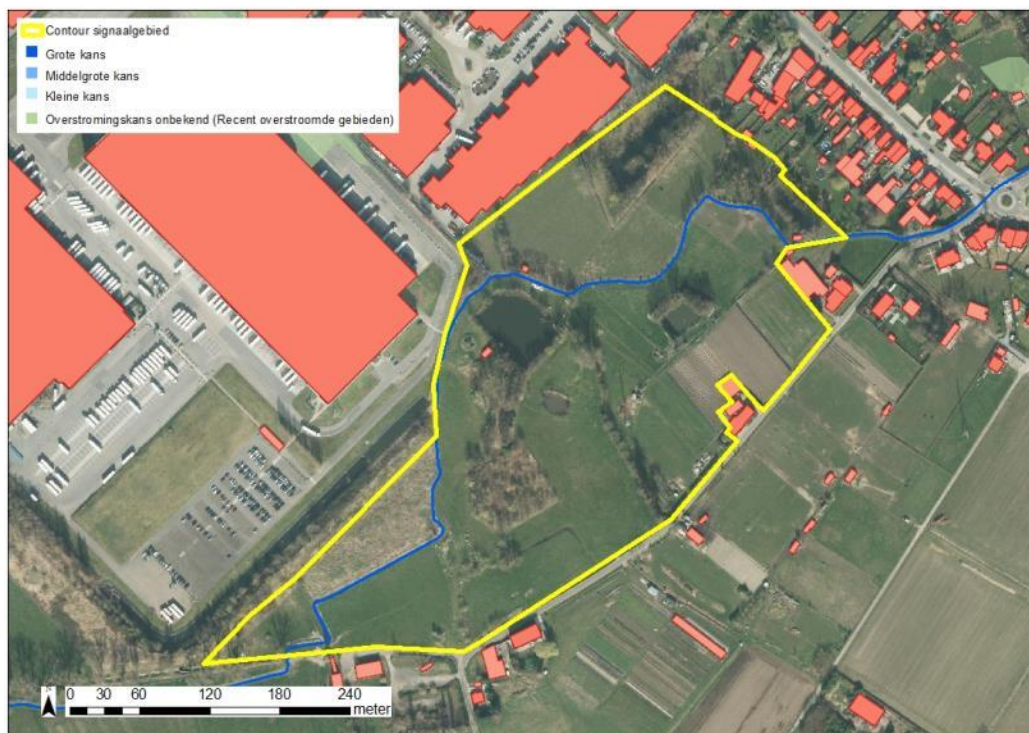 Contour signaalgebied
Grote kans
Middelgrote kans
Kleine kans
Overstromingskans onbekend (Recent overstroomde gebieden)
0 30 60 120 180 240
meter